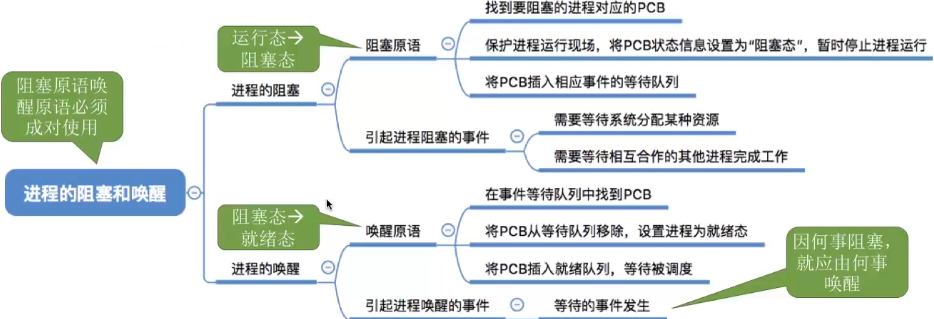 找到要阻塞的进程对应的PCB
运行态→
阻塞态
阻塞原语
保护进程运行现场，将PCB状态信息设置为“阻塞态”，暂时停止进程运行
将PCB插入相应事件的等待队列
进程的阻塞
阻塞原语唤
醒原语必须
成对使用
引起进程阻塞的事件
需要等待系统分配某种资源
需要等待相互合作的其他进程完成工作
进程的阻塞和唤醒
阻塞态→
就绪态
唤醒原语
在事件等待队列中找到PCB
将PCB从等待队列移除，设置进程为就绪态
将PCB插入就绪队列，等待被调度
进程的唤醒
引起进程唤醒的事件
等待的事件发生
因何事阻塞，
就应由何事
唤醒